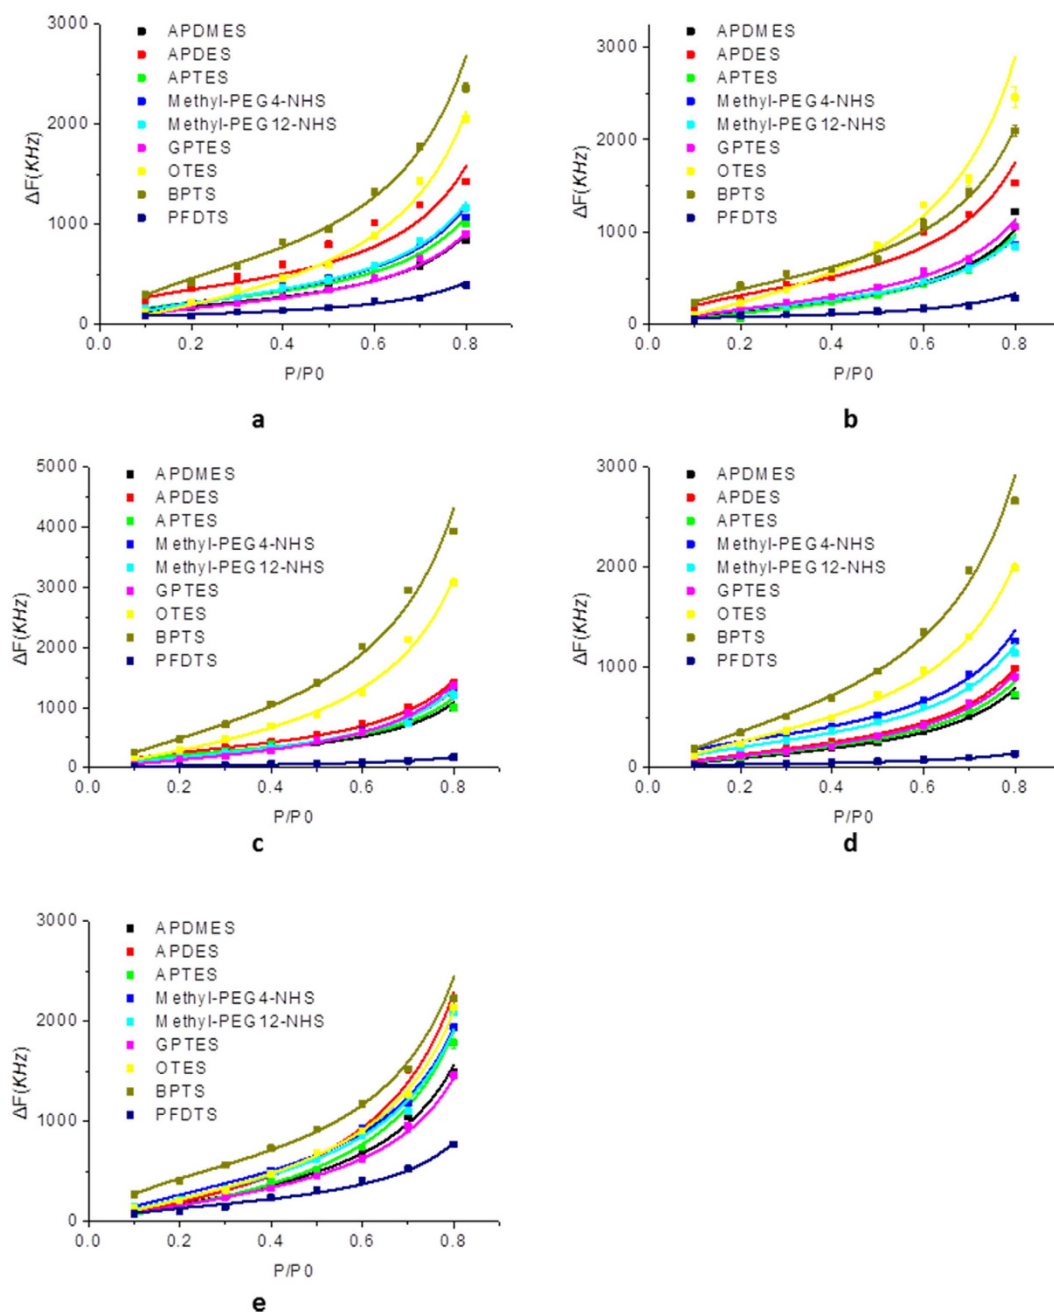 3000
2000
1000
0
ΔF(KHz)
APDMES
APDES
APTES
Methyl-PEG4-NHS
Methyl-PEG12-NHS
GPTES
OTES
BPTS
PFDTS
0.0 0.2 0.4 0.6 0.8
P/P0
a
3000
2000
1000
0
ΔF(KHz)
APDMES
APDES
APTES
Methyl-PEG4-NHS
Methyl-PEG12-NHS
GPTES
OTES
BPTS
PFDTS
0.0 0.2 0.4 0.6 0.8
P/P0
b
5000
4000
3000
2000
1000
0
ΔF(KHz)
APDMES
APDES
APTES
Methyl-PEG4-NHS
Methyl-PEG12-NHS
GPTES
OTES
BPTS
PFDTS
0.0 0.2 0.4 0.6 0.8
P/P0
c
3000
2000
1000
0
ΔF(KHz)
APDMES
APDES
APTES
Methyl-PEG4-NHS
Methyl-PEG12-NHS
GPTES
OTES
BPTS
PFDTS
0.0 0.2 0.4 0.6 0.8
P/P0
d
3000
2000
1000
0
ΔF(KHz)
APDMES
APDES
APTES
Methyl-PEG4-NHS
Methyl-PEG12-NHS
GPTES
OTES
BPTS
PFDTS
0.0 0.2 0.4 0.6 0.8
P/P0
e